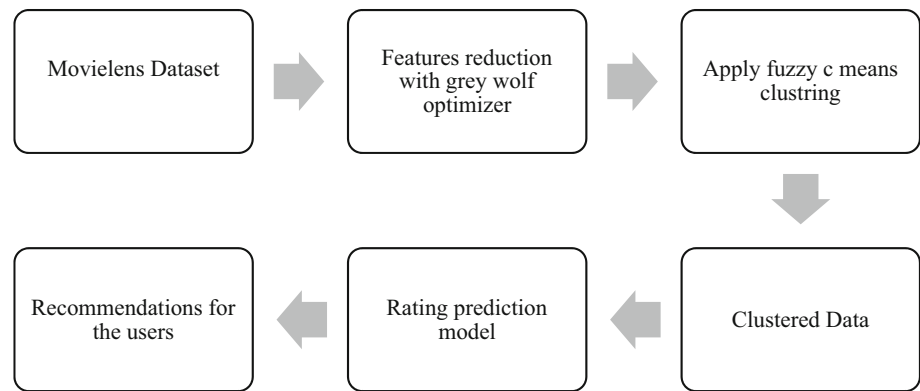 Movielens Dataset
Features reduction
with grey wolf
optimizer
Apply fuzzy c means
clustring
Recommendations for
the users
Rating prediction
model
Clustered Data